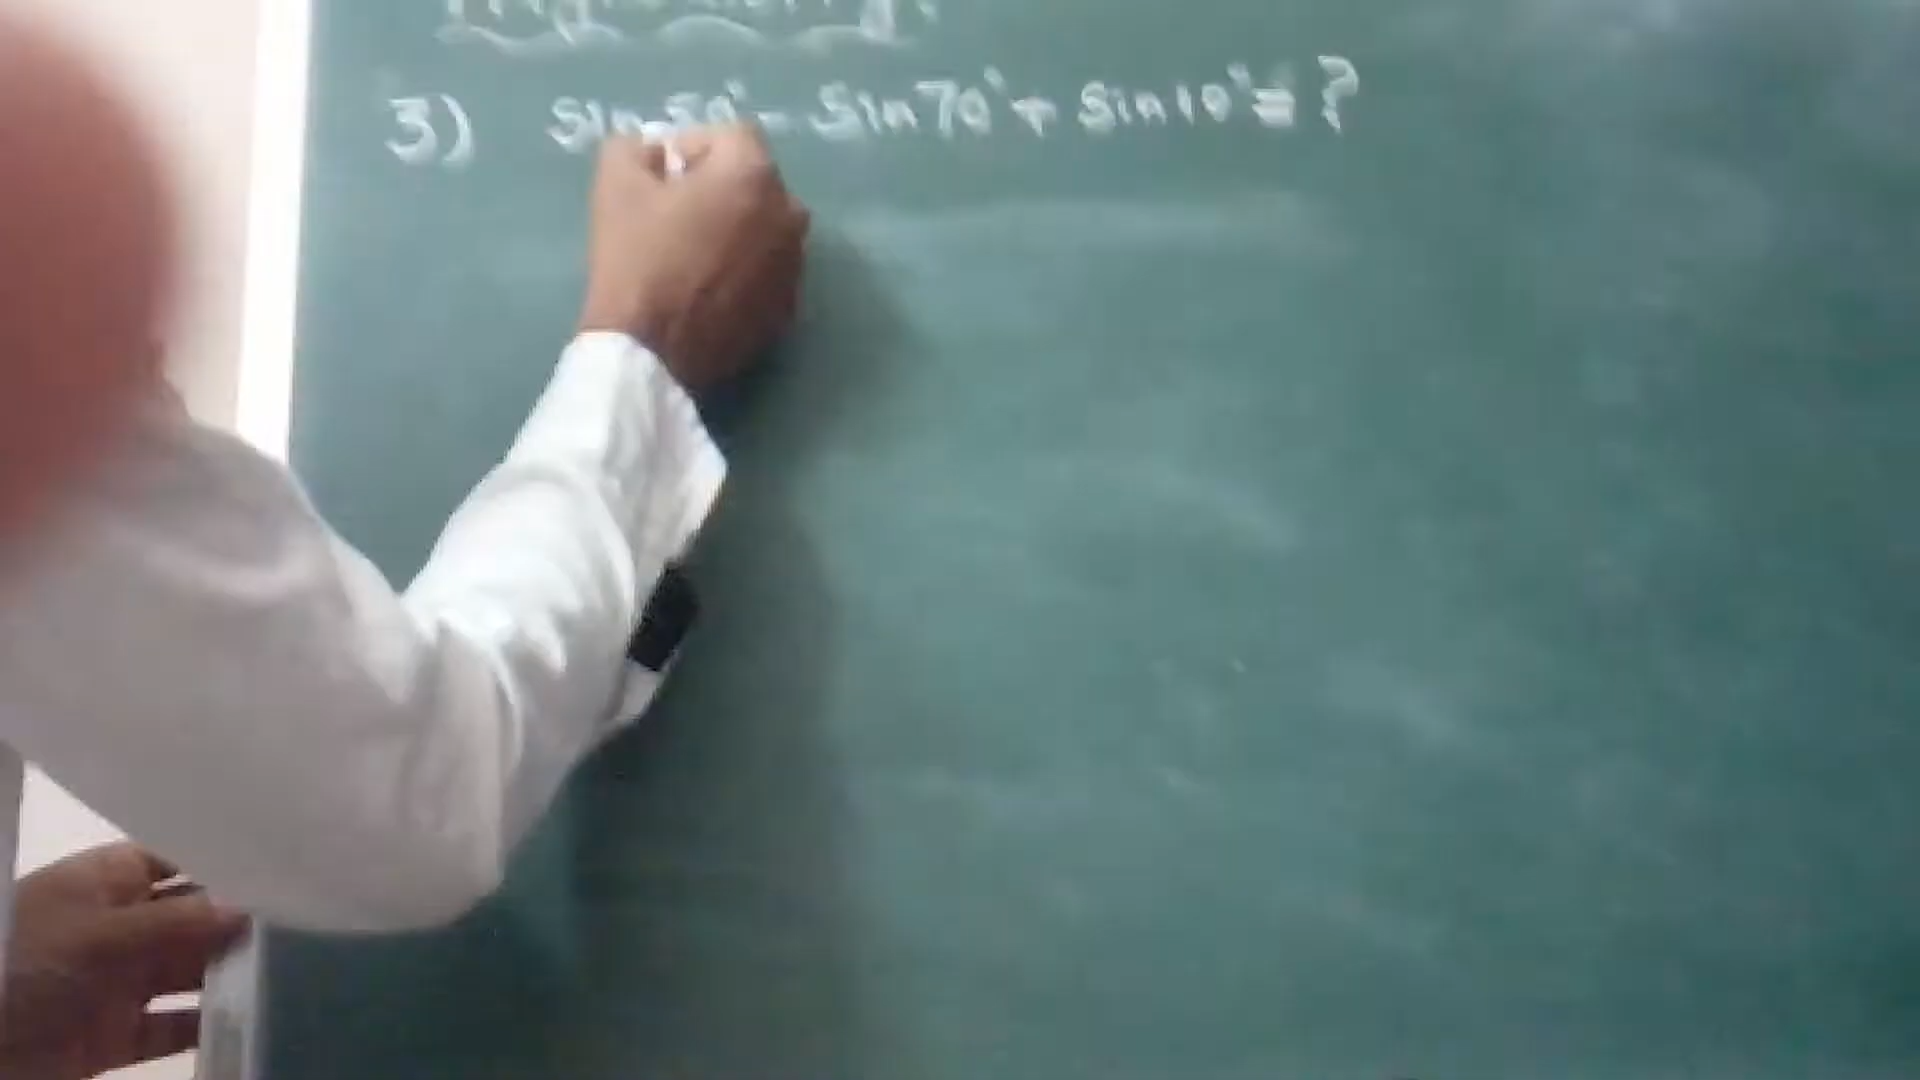 3) Sin 50° - Sin 70° + Sin 10° = ?